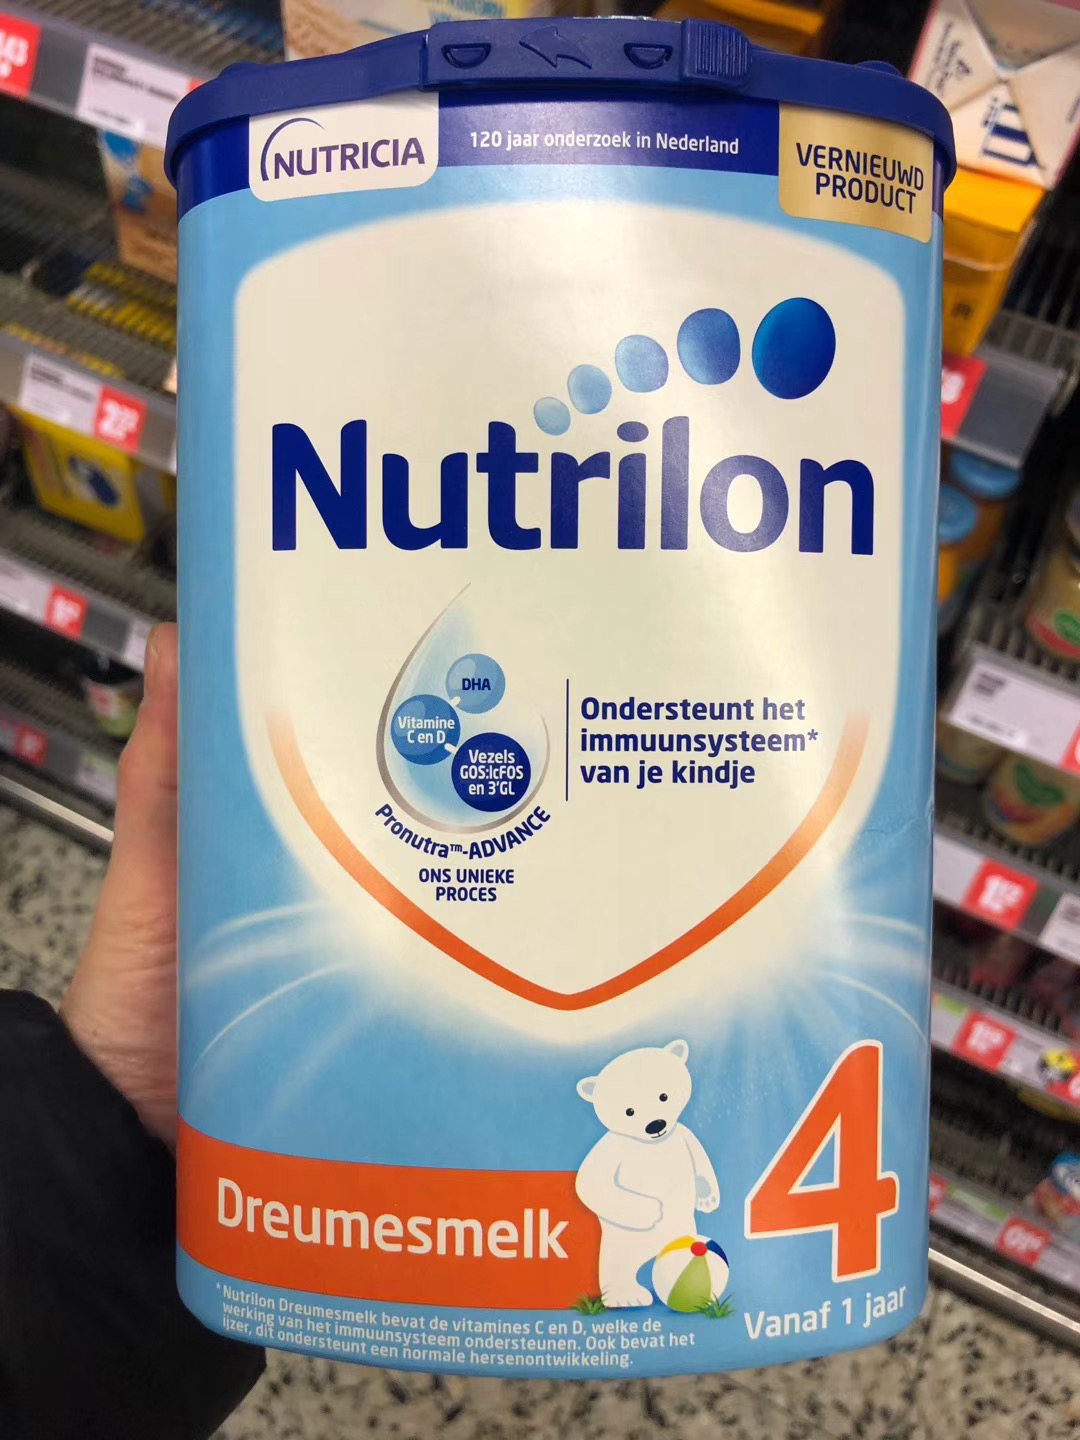 NUTRICIA
120 jaar onderzoek in Nederland
VERNIEUWD
PRODUCT
Nutrilon
DHA
Vitamine
C en D
Vezels
GOS:lcFOS
en 3'GL
Pronutra™-ADVANCE
ONS UNIEKE
PROCES
Ondersteunt het
immuunsysteem*
van je kindje
4
Dreumesmelk
Vanaf 1 jaar
*Nutrilon Dreumesmelk bevat de vitamines C en D, welke de
werking van het immuunsysteem ondersteunen. Ook bevat het
ijzer, dit ondersteunt een normale hersenontwikkeling.